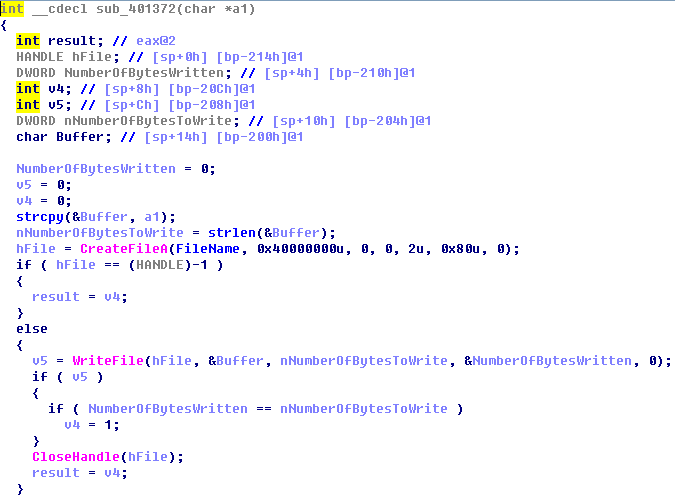 int __cdecl sub_401372(char *a1)
{
int result; // eax@2
HANDLE hFile; // [sp+0h] [bp-214h]@1
DWORD NumberOfBytesWritten; // [sp+4h] [bp-210h]@1
int v4; // [sp+8h] [bp-20Ch]@1
int v5; // [sp+Ch] [bp-208h]@1
DWORD nNumberOfBytesToWrite; // [sp+10h] [bp-204h]@1
char Buffer; // [sp+14h] [bp-200h]@1
NumberOfBytesWritten = 0;
v5 = 0;
v4 = 0;
strcpy(&Buffer, a1);
nNumberOfBytesToWrite = strlen(&Buffer);
hFile = CreateFileA(FileName, 0x40000000u, 0, 0, 2u, 0x80u, 0);
if ( hFile == (HANDLE)-1 )
{
result = v4;
}
else
{
v5 = WriteFile(hFile, &Buffer, nNumberOfBytesToWrite, &NumberOfBytesWritten, 0);
if ( v5 )
{
if ( NumberOfBytesWritten == nNumberOfBytesToWrite )
v4 = 1;
}
CloseHandle(hFile);
result = v4;
}